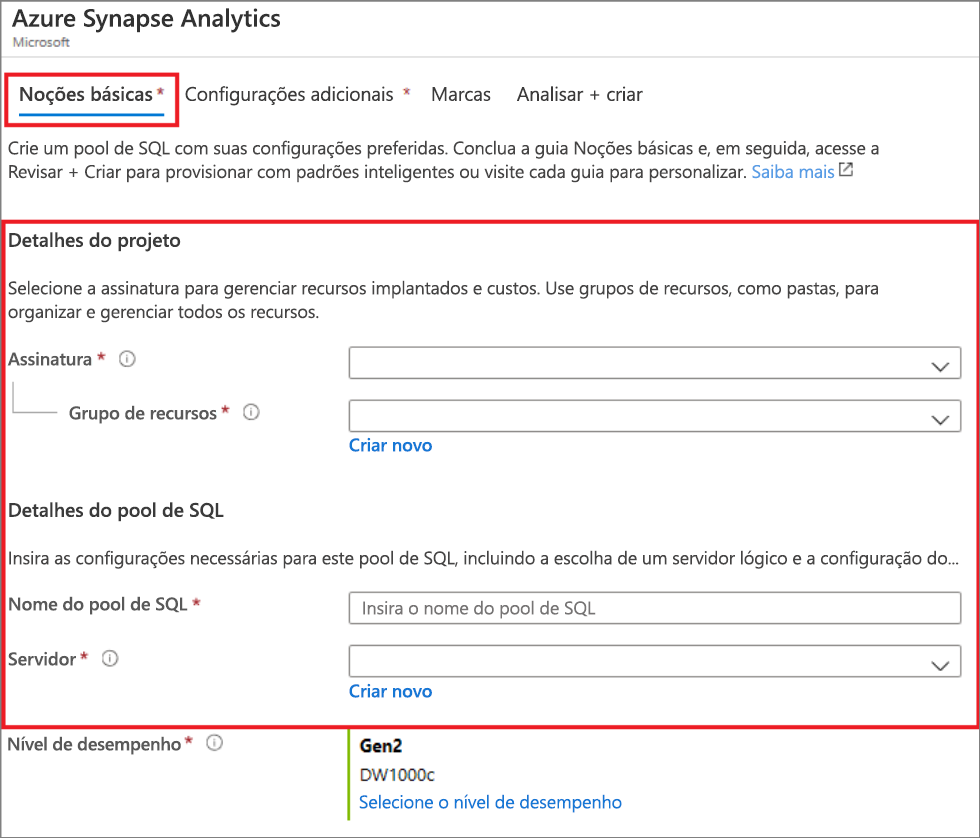 Azure Synapse Analytics
Microsoft
Noções básicas * Configurações adicionais * Marcas Analisar + criar
Crie um pool de SQL com suas configurações preferidas. Conclua a guia Noções básicas e, em seguida, acesse a
Revisar + Criar para provisionar com padrões inteligentes ou visite cada guia para personalizar. Saiba mais
Detalhes do projeto
Selecione a assinatura para gerenciar recursos implantados e custos. Use grupos de recursos, como pastas, para
organizar e gerenciar todos os recursos.
Assinatura *
Grupo de recursos *
Criar novo
Detalhes do pool de SQL
Insira as configurações necessárias para este pool de SQL, incluindo a escolha de um servidor lógico e a configuração do...
Nome do pool de SQL *
Insira o nome do pool de SQL
Servidor *
Criar novo
Nível de desempenho *
Gen2
DW1000c
Selecione o nível de desempenho